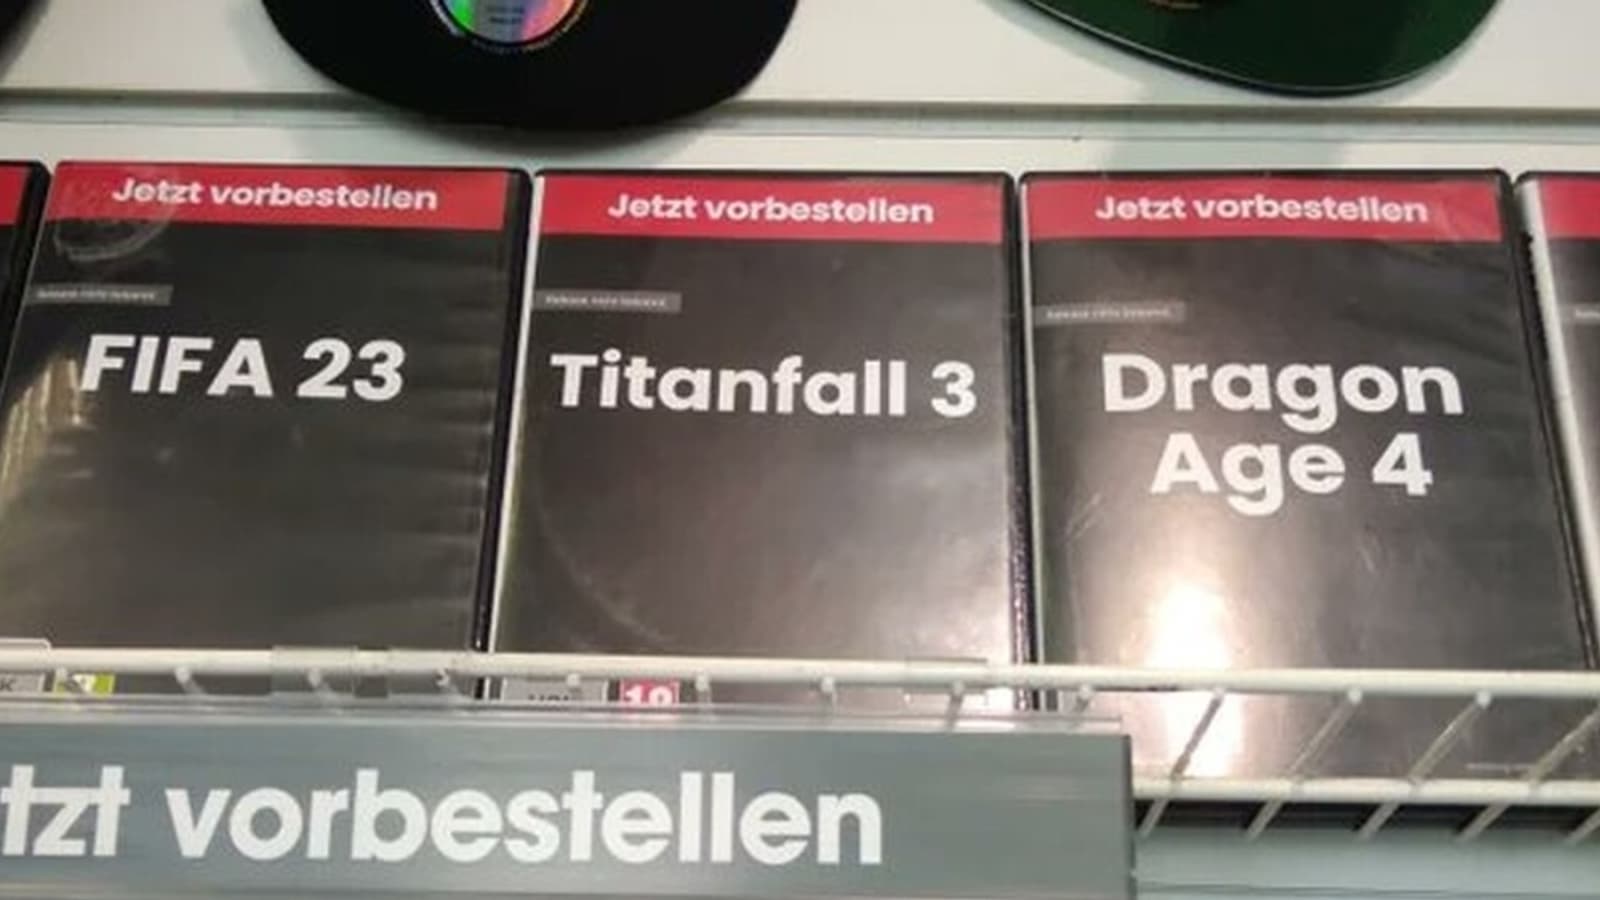 Jetzt vorbestellen
FIFA 23
Jetzt vorbestellen
Titanfall 3
Jetzt vorbestellen
Dragon
Age 4
tzt vorbestellen